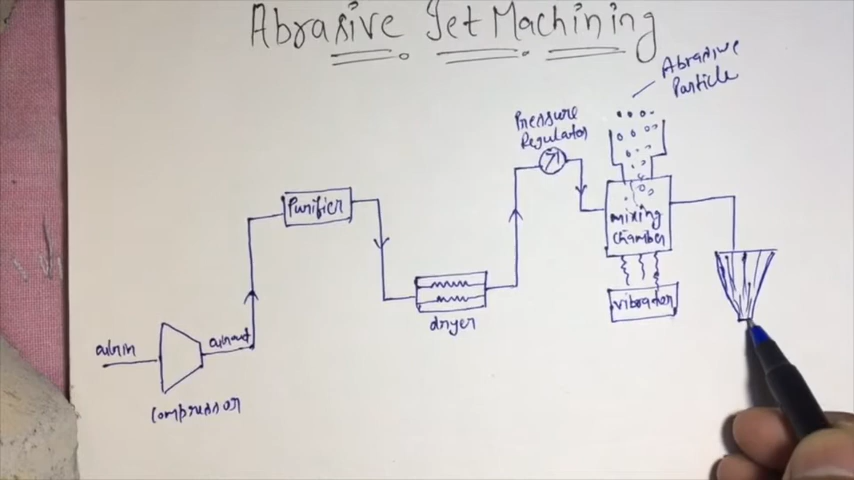 Abrasive Jet Machining
Abrasive
Particle
Pressure
Regulator
Purifier
mixing
chamber
vibrator
dryer
air in
air out
Compressor